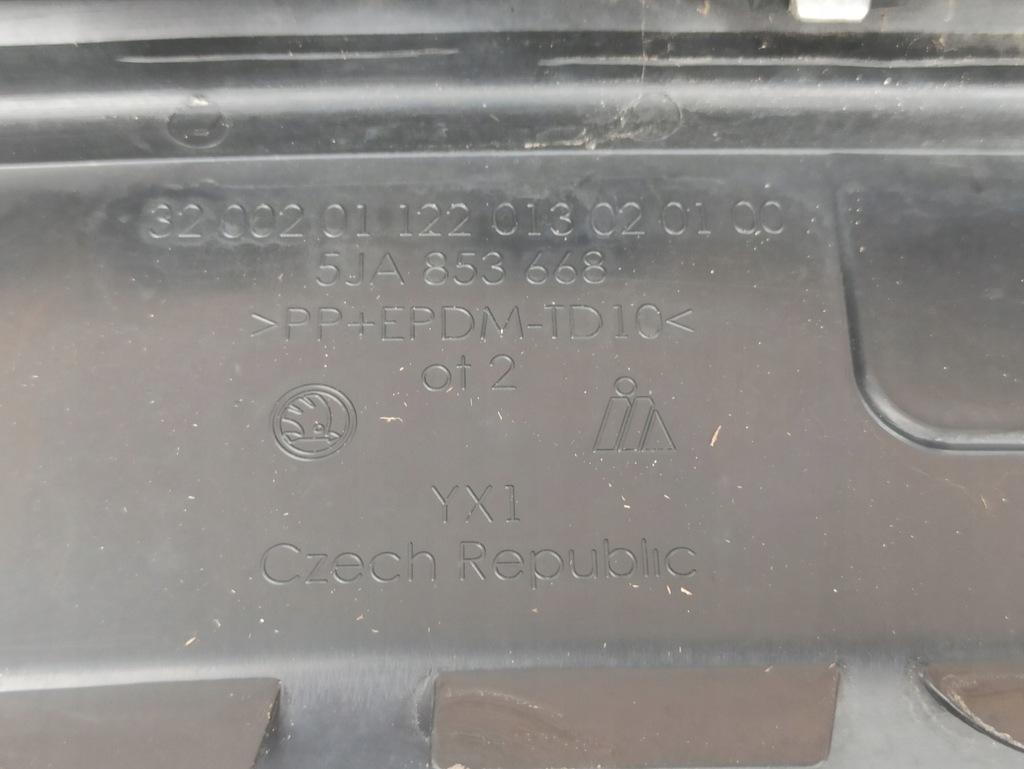 32 002 01 122 013 02 01 00
5JA 853 668
>PP+EPDM-TD10<
ot 2
YX1
Czech Republic